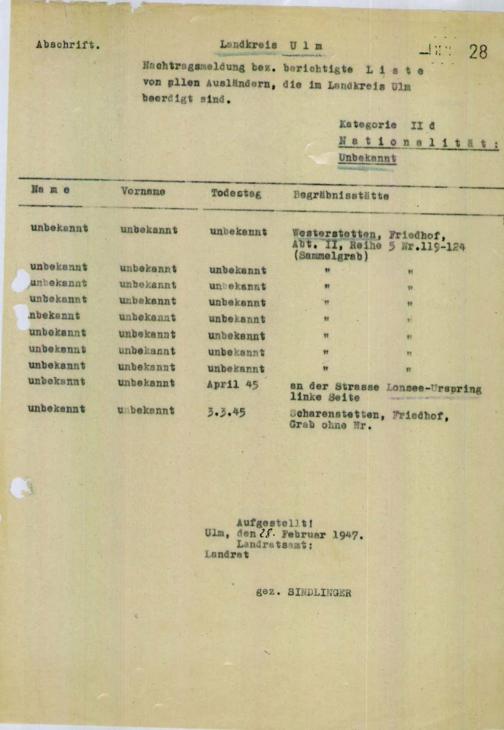 Abschrift.
Landkreis Ulm
28
Nachtragsmeldung bez. berichtigte Liste
von allen Ausländern, die im Landkreis Ulm
beerdigt sind.
Kategorie II d
Nationalität:
Unbekannt
Name Vorname Todestag Begräbnisstätte
unbekannt unbekannt unbekannt Westerstetten, Friedhof,
Abt. II, Reihe 5 Nr.119-124
(Sammelgrab)
unbekannt unbekannt unbekannt " "
unbekannt unbekannt unbekannt " "
unbekannt unbekannt unbekannt " "
nbekannt unbekannt unbekannt " "
unbekannt unbekannt unbekannt " "
unbekannt unbekannt unbekannt " "
unbekannt unbekannt unbekannt " "
unbekannt unbekannt April 45 an der Strasse Lonsee-Urspring
linke Seite
unbekannt unbekannt 3.3.45 Scharenstetten, Friedhof,
Grab ohne Nr.
Aufgestellt!
Ulm, den 28. Februar 1947.
Landratsamt:
Landrat
gez. SINDLINGER